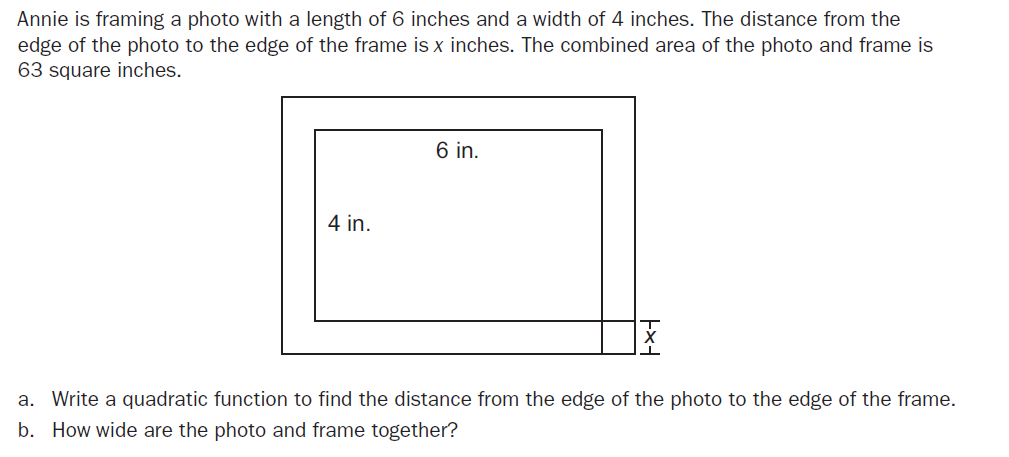 Annie is framing a photo with a length of 6 inches and a width of 4 inches. The distance from the
edge of the photo to the edge of the frame is x inches. The combined area of the photo and frame is
63 square inches.
6 in.
4 in.
x
a. Write a quadratic function to find the distance from the edge of the photo to the edge of the frame.
b. How wide are the photo and frame together?